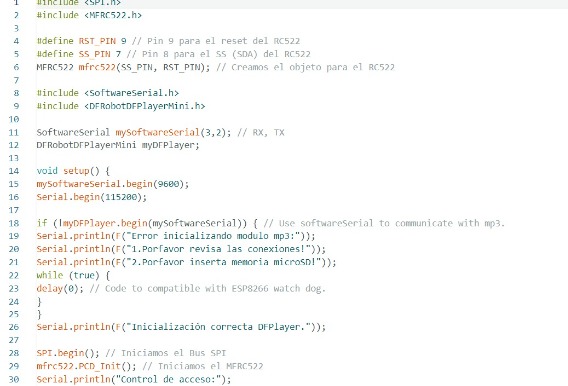 1 #include <SPI.h>
2 #include <MFRC522.h>
3
4 #define RST_PIN 9 // Pin 9 para el reset del RC522
5 #define SS_PIN 7 // Pin 8 para el SS (SDA) del RC522
6 MFRC522 mfrc522(SS_PIN, RST_PIN); // Creamos el objeto para el RC522
7
8 #include <SoftwareSerial.h>
9 #include <DFRobotDFPlayerMini.h>
10
11 SoftwareSerial mySoftwareSerial(3,2); // RX, TX
12 DFRobotDFPlayerMini myDFPlayer;
13
14 void setup() {
15 mySoftwareSerial.begin(9600);
16 Serial.begin(115200);
17
18 if (!myDFPlayer.begin(mySoftwareSerial)) { // Use softwareSerial to communicate with mp3.
19 Serial.println(F("Error inicializando modulo mp3:"));
20 Serial.println(F("1.Porfavor revisa las conexiones!"));
21 Serial.println(F("2.Porfavor inserta memoria microSD!"));
22 while (true) {
23 delay(0); // Code to compatible with ESP8266 watch dog.
24 }
25 }
26 Serial.println(F("Inicialización correcta DFPlayer."));
27
28 SPI.begin(); // Iniciamos el Bus SPI
29 mfrc522.PCD_Init(); // Iniciamos el MFRC522
30 Serial.println("Control de acceso:");